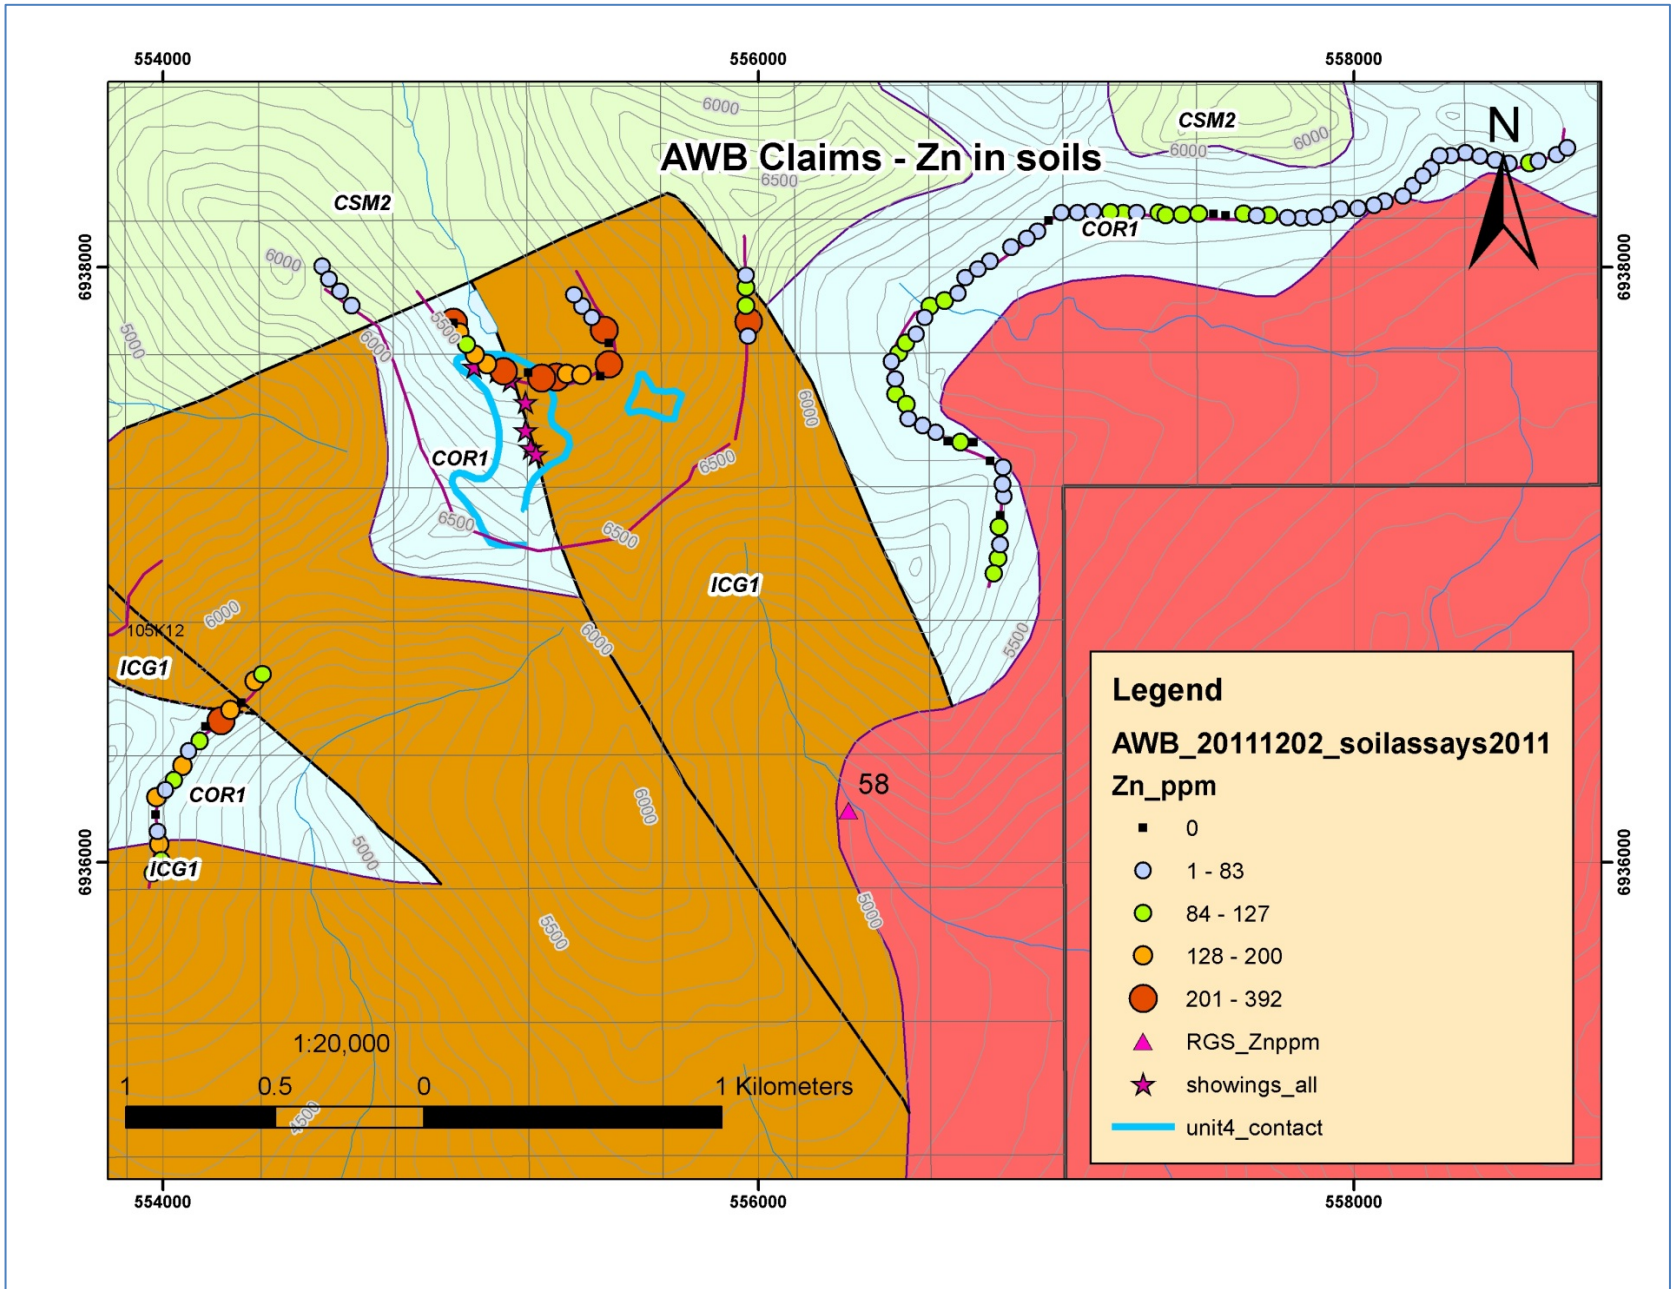 554000
556000
558000
6000
CSM2
N
6000
6000
AWB Claims - Zn in soils
6500
CSM2
COR1
6000
6938000
6938000
5500
5000
6000
6000
COR1
6500
6500
6500
ICG1
6000
105K12
6000
5500
ICG1
58
COR1
6000
5000
6936000
6936000
ICG1
5000
5500
1:20,000
1
0.5
0
1 Kilometers
4500
Legend
AWB_20111202_soilassays2011
Zn_ppm
0
1 - 83
84 - 127
128 - 200
201 - 392
RGS_Znppm
showings_all
unit4_contact
554000
556000
558000